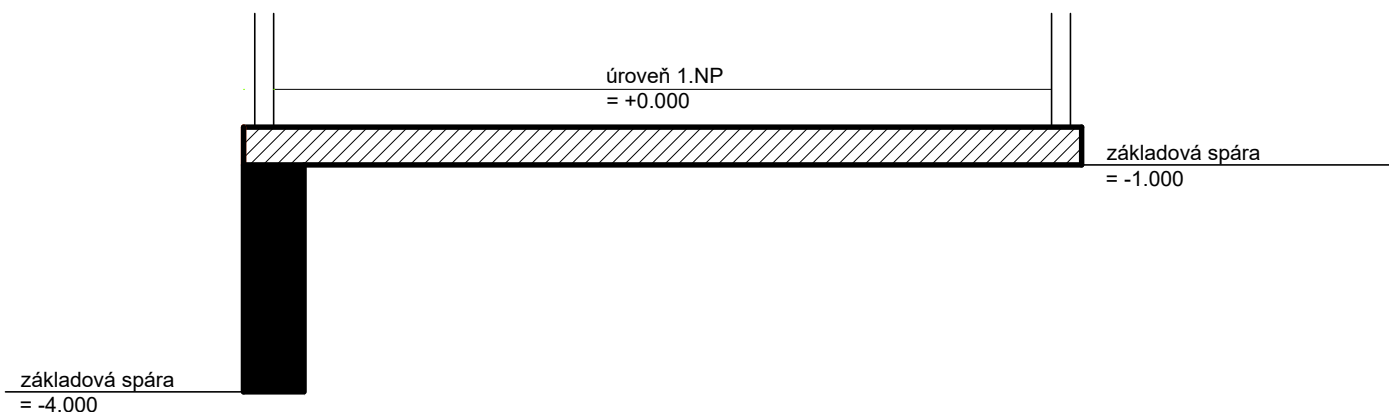 úroveň 1.NP
= +0.000
základová spára
= -1.000
základová spára
= -4.000